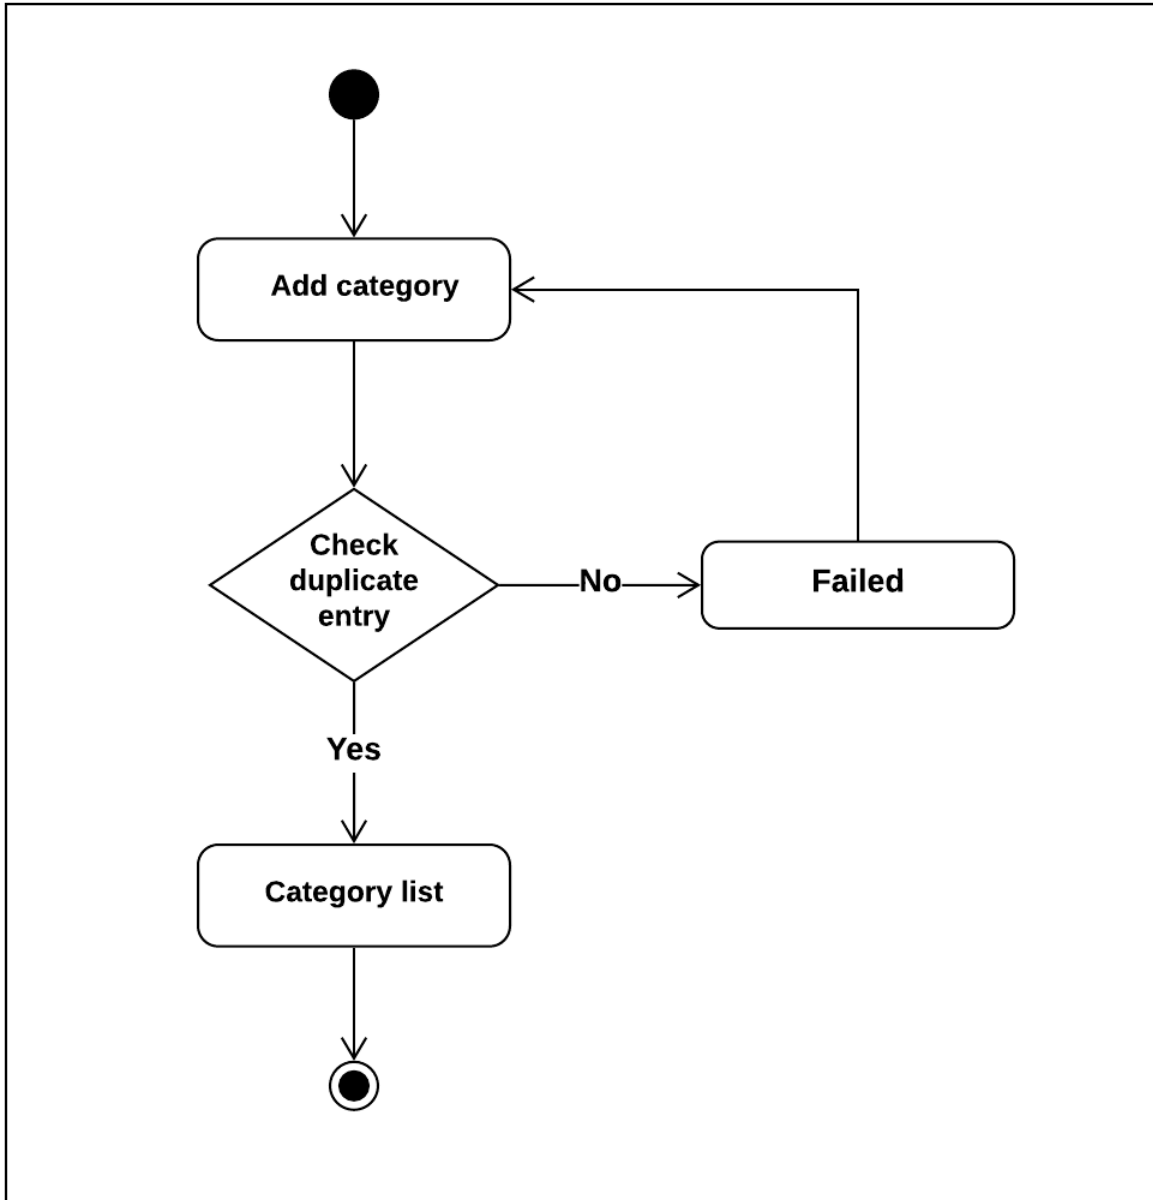 Add category
Check
duplicate
entry
No
Failed
Yes
Category list